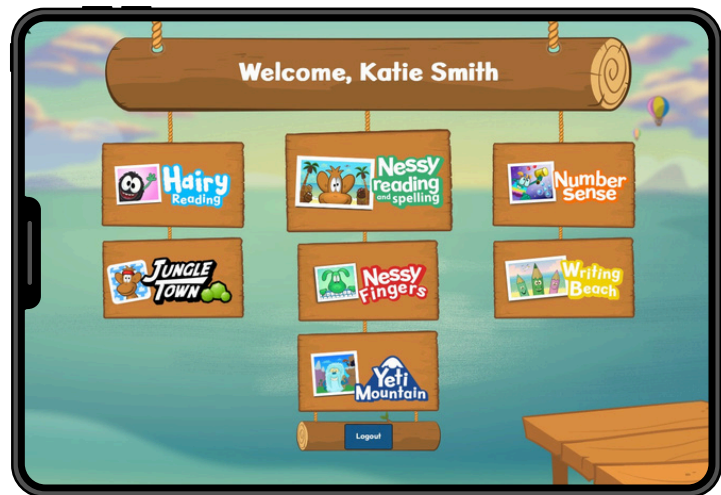 Welcome, Katie Smith
Hairy
Reading
Nessy
reading
and spelling
Number
Sense
JUNGLE
TOWN
Nessy
Fingers
Writing
Beach
Yeti
Mountain
Logout